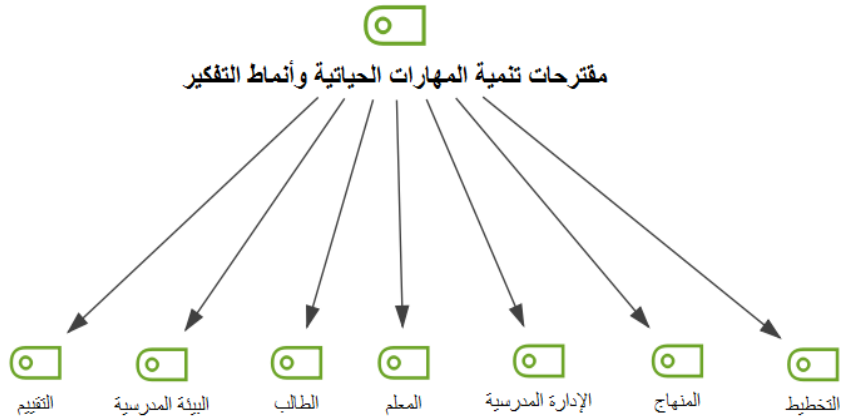 مقترحات تنمية المهارات الحياتية وأنماط التفكير
التخطيط
المنهاج
الإدارة المدرسية
المعلم
الطالب
البيئة المدرسية
التقييم